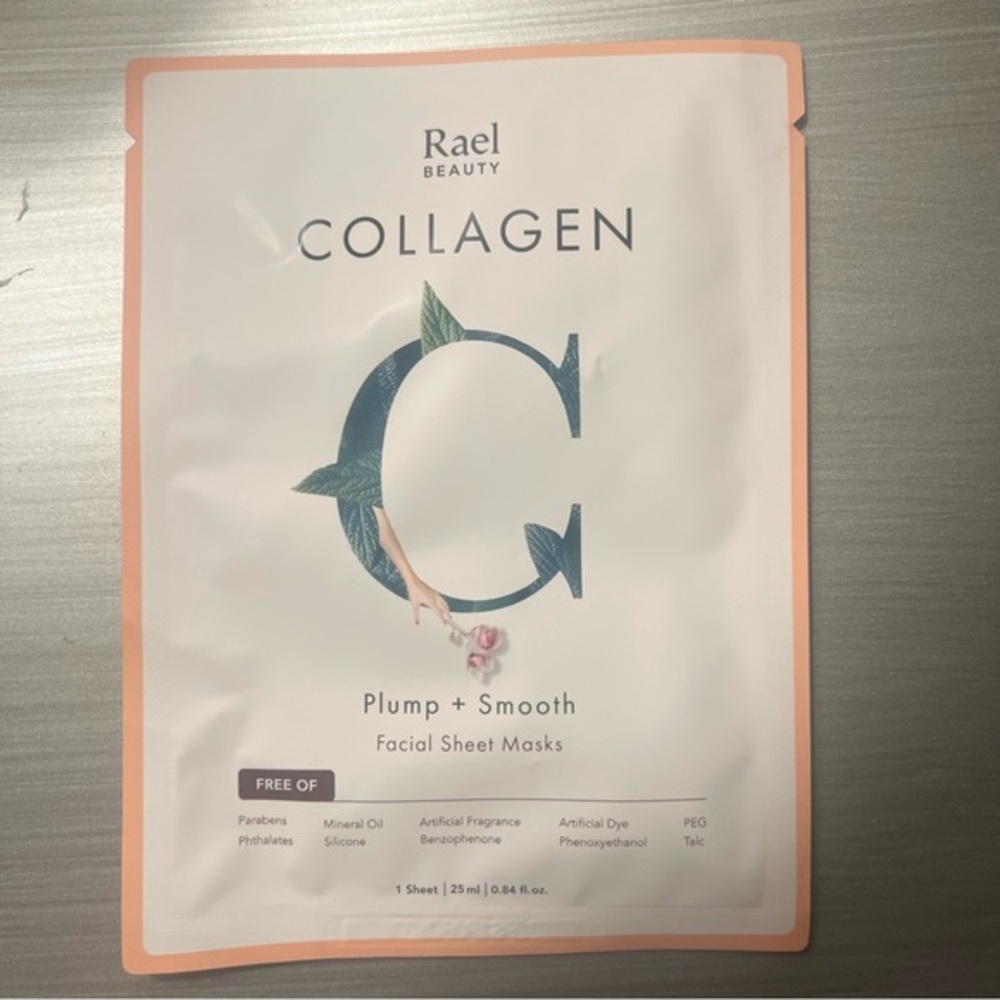 Rael
BEAUTY
COLLAGEN
C
Plump + Smooth
Facial Sheet Masks
FREE OF
Parabens Mineral Oil Artificial Fragrance Artificial Dye PEG
Phthalates Silicone Benzophenone Phenoxyethanol Talc
1 Sheet | 25 ml | 0.84 fl. oz.